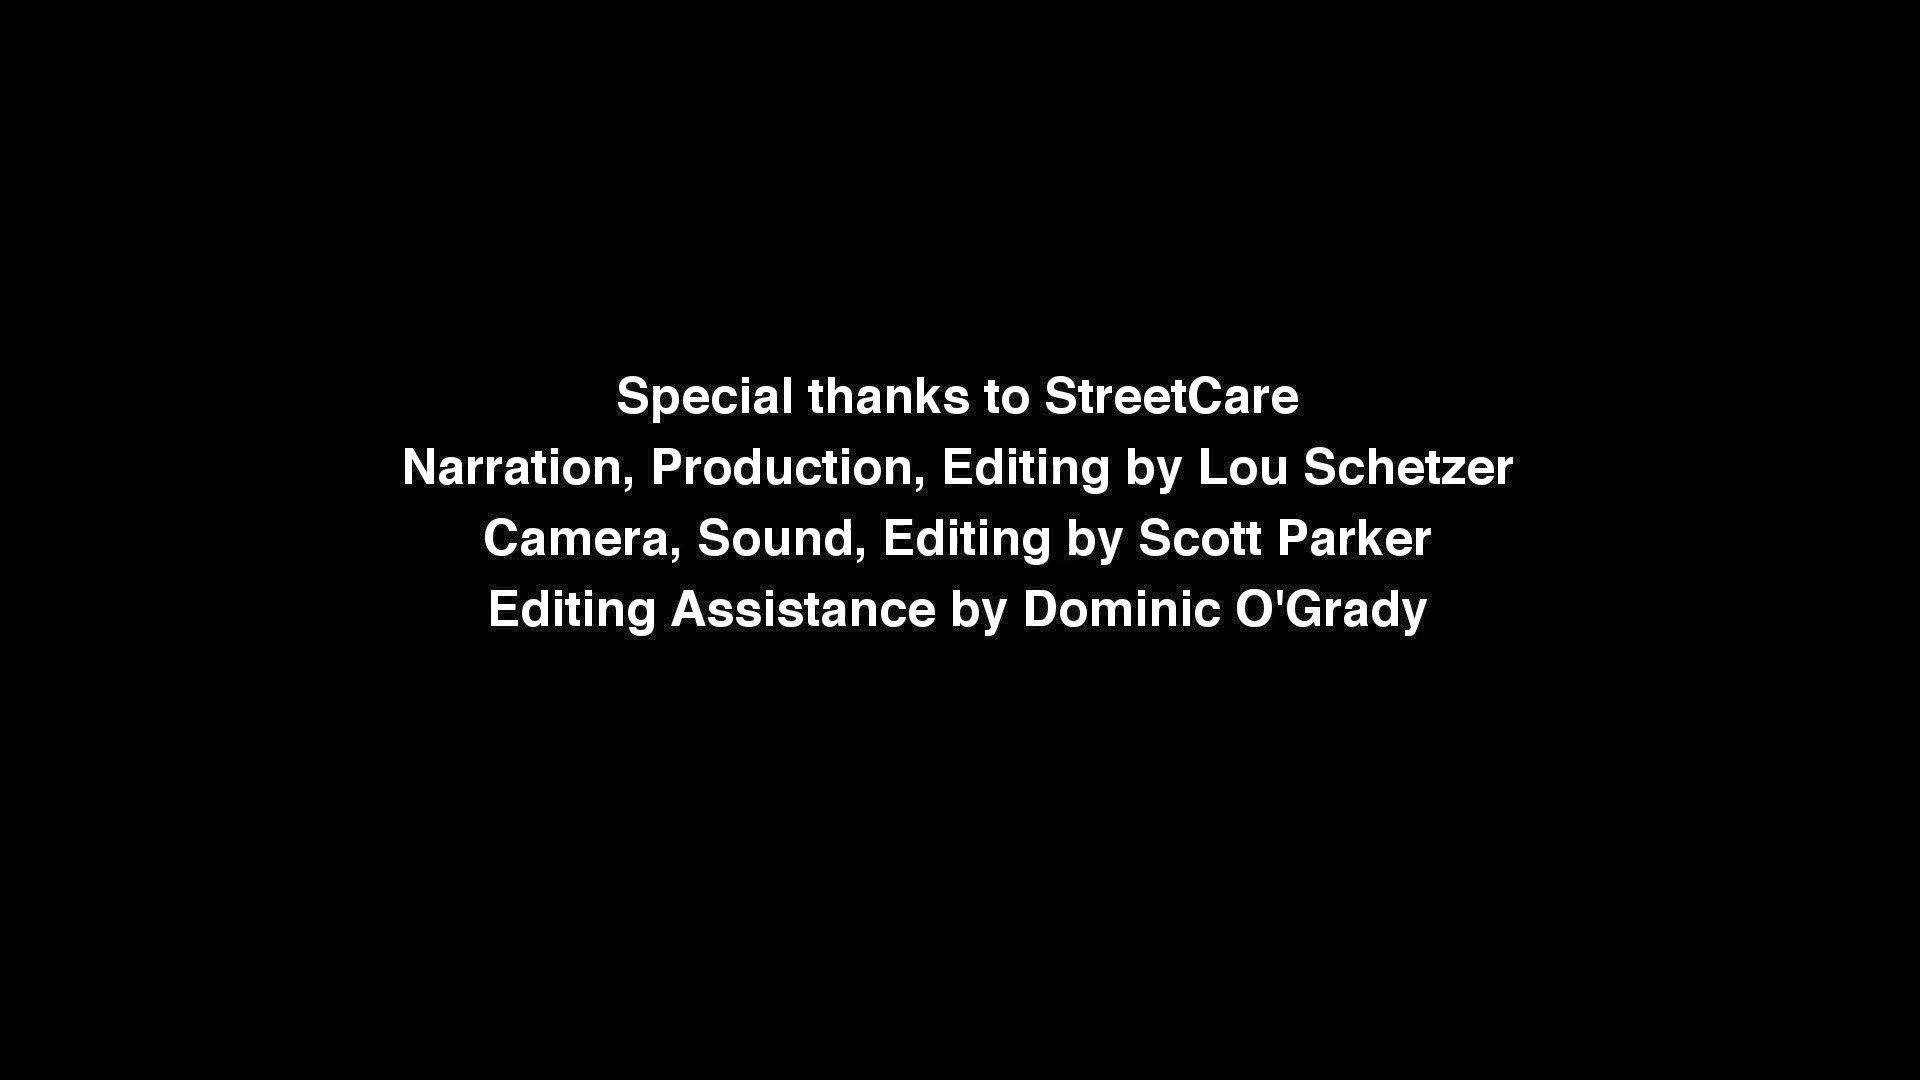 Special thanks to StreetCare
Narration, Production, Editing by Lou Schetzer
Camera, Sound, Editing by Scott Parker
Editing Assistance by Dominic O'Grady